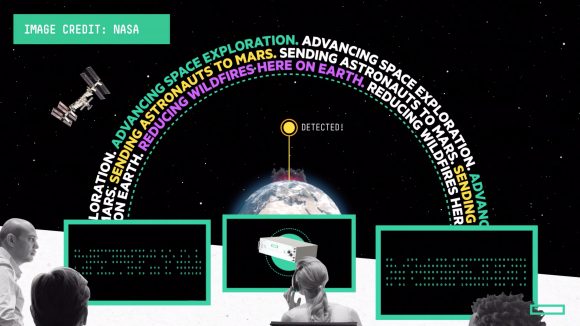 IMAGE CREDIT: NASA
LORATION. ADVANCING SPACE EXPLORATION. ADVANCING SPACE EXPLORATION. ADVANC
MARS. SENDING ASTRONAUTS TO MARS. SENDING ASTRONAUTS TO MARS. SENDING
ON EARTH. REDUCING WILDFIRES HERE ON EARTH. REDUCING WILDFIRES HERE
DETECTED!